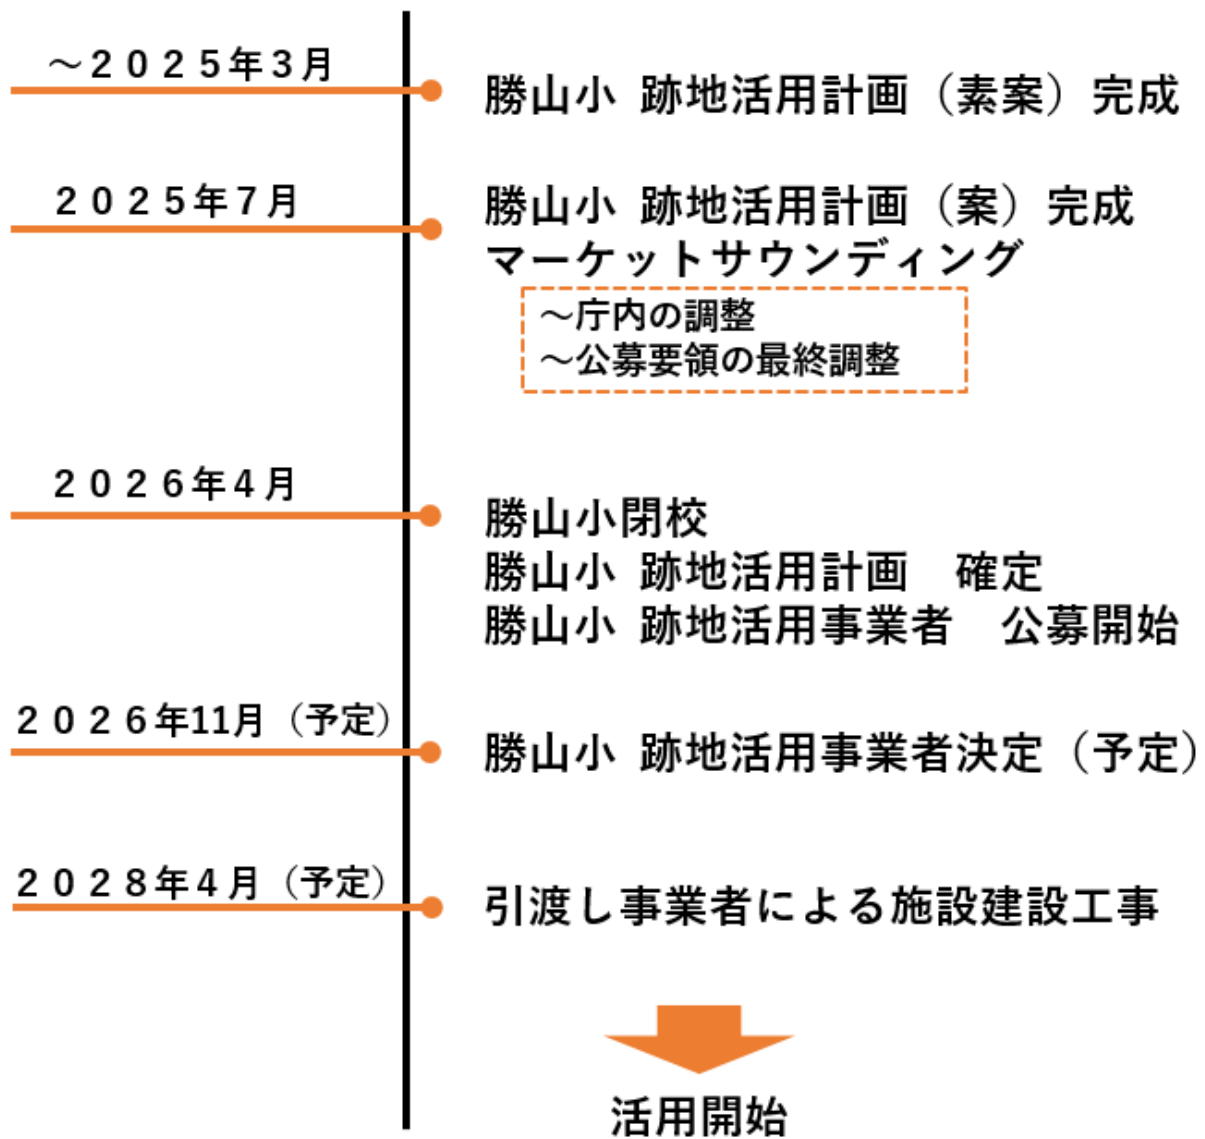 ～２０２５年３月
勝山小 跡地活用計画（素案）完成
２０２５年７月
勝山小 跡地活用計画（案）完成
マーケットサウンディング
～庁内の調整
～公募要領の最終調整
２０２６年４月
勝山小閉校
勝山小 跡地活用計画　確定
勝山小 跡地活用事業者　公募開始
２０２６年11月（予定）
勝山小 跡地活用事業者決定（予定）
２０２８年４月（予定）
引渡し事業者による施設建設工事
活用開始